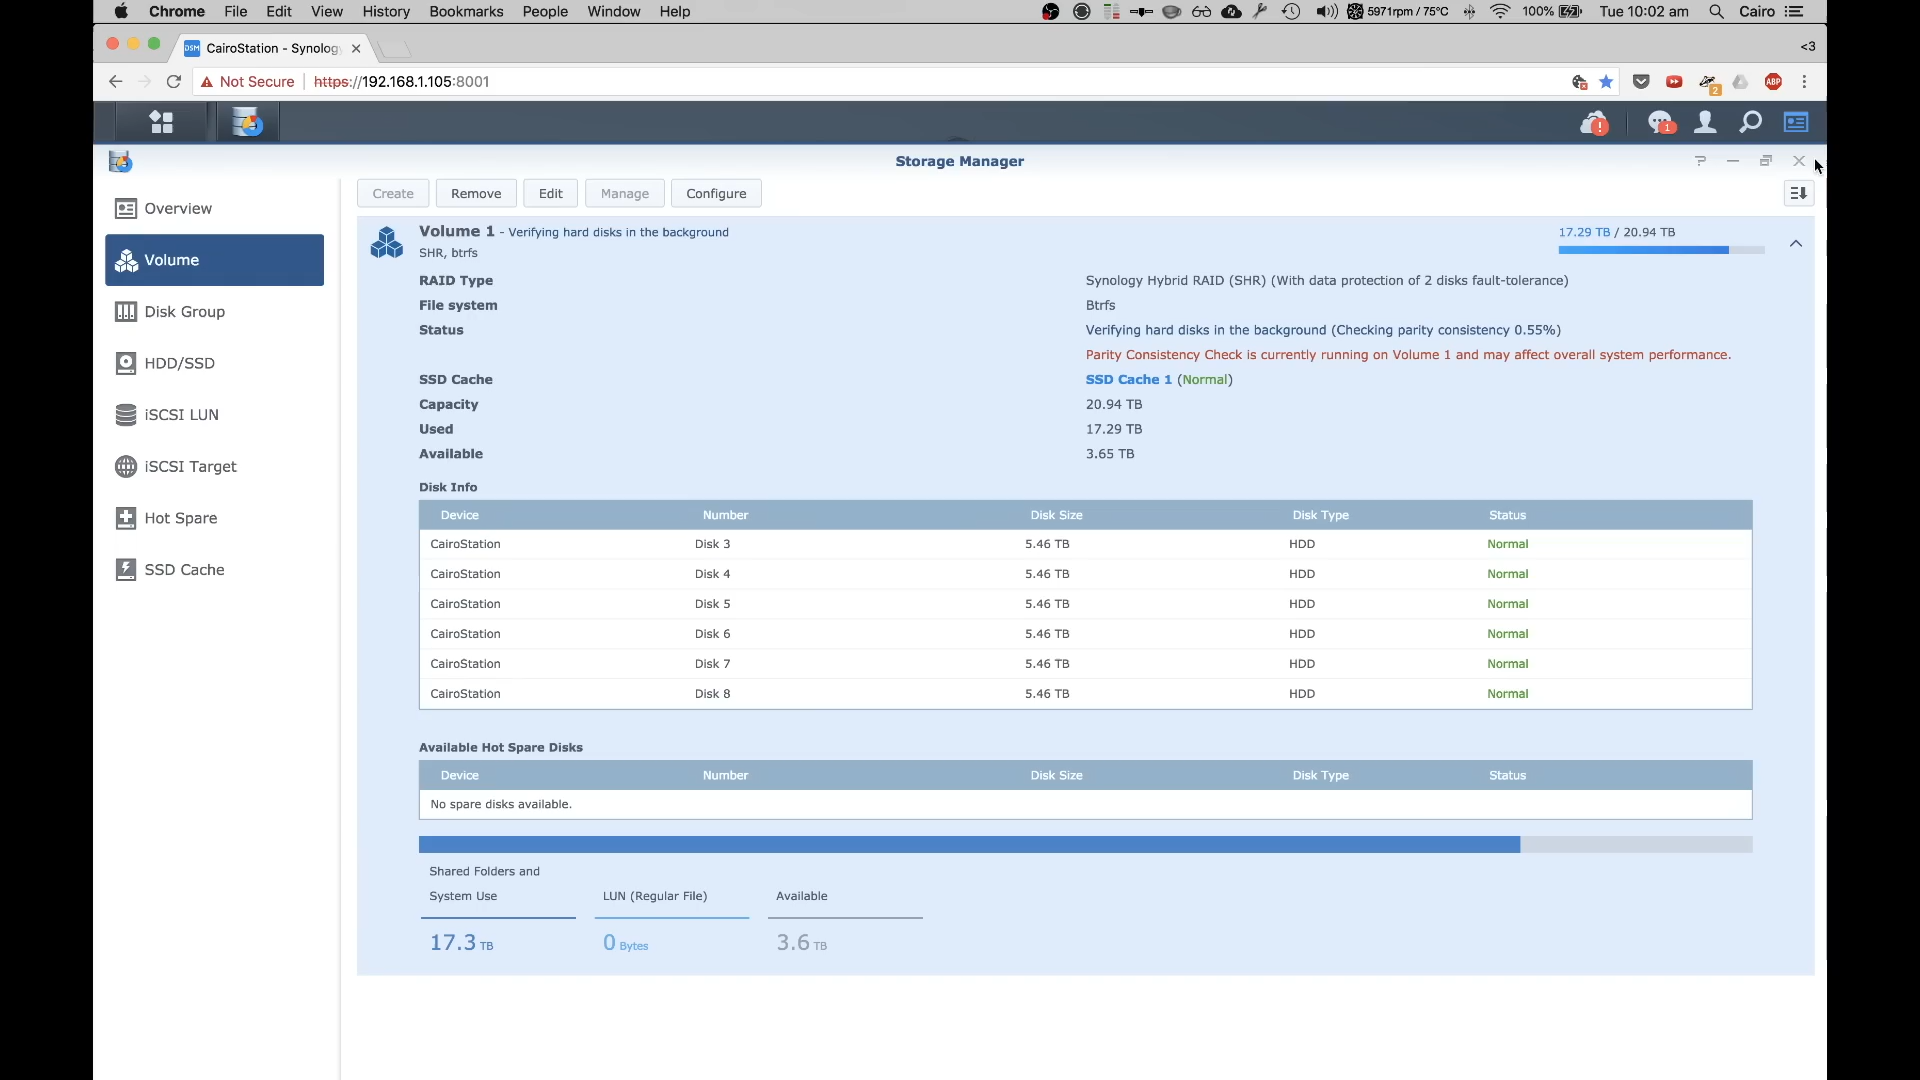 Chrome File Edit View History Bookmarks People Window Help 5971rpm / 75°C 100% Tue 10:02 am Cairo
DSM CairoStation - Synology <3
Not Secure https://192.168.1.105:8001 2 ABP
! 1
Storage Manager
Overview
Volume
Disk Group
HDD/SSD
iSCSI LUN
iSCSI Target
Hot Spare
SSD Cache
Create Remove Edit Manage Configure
Volume 1 - Verifying hard disks in the background 17.29 TB / 20.94 TB
SHR, btrfs
RAID Type Synology Hybrid RAID (SHR) (With data protection of 2 disks fault-tolerance)
File system Btrfs
Status Verifying hard disks in the background (Checking parity consistency 0.55%)
Parity Consistency Check is currently running on Volume 1 and may affect overall system performance.
SSD Cache SSD Cache 1 (Normal)
Capacity 20.94 TB
Used 17.29 TB
Available 3.65 TB
Disk Info
Device Number Disk Size Disk Type Status
CairoStation Disk 3 5.46 TB HDD Normal
CairoStation Disk 4 5.46 TB HDD Normal
CairoStation Disk 5 5.46 TB HDD Normal
CairoStation Disk 6 5.46 TB HDD Normal
CairoStation Disk 7 5.46 TB HDD Normal
CairoStation Disk 8 5.46 TB HDD Normal
Available Hot Spare Disks
Device Number Disk Size Disk Type Status
No spare disks available.
Shared Folders and
System Use LUN (Regular File) Available
17.3 TB 0 Bytes 3.6 TB